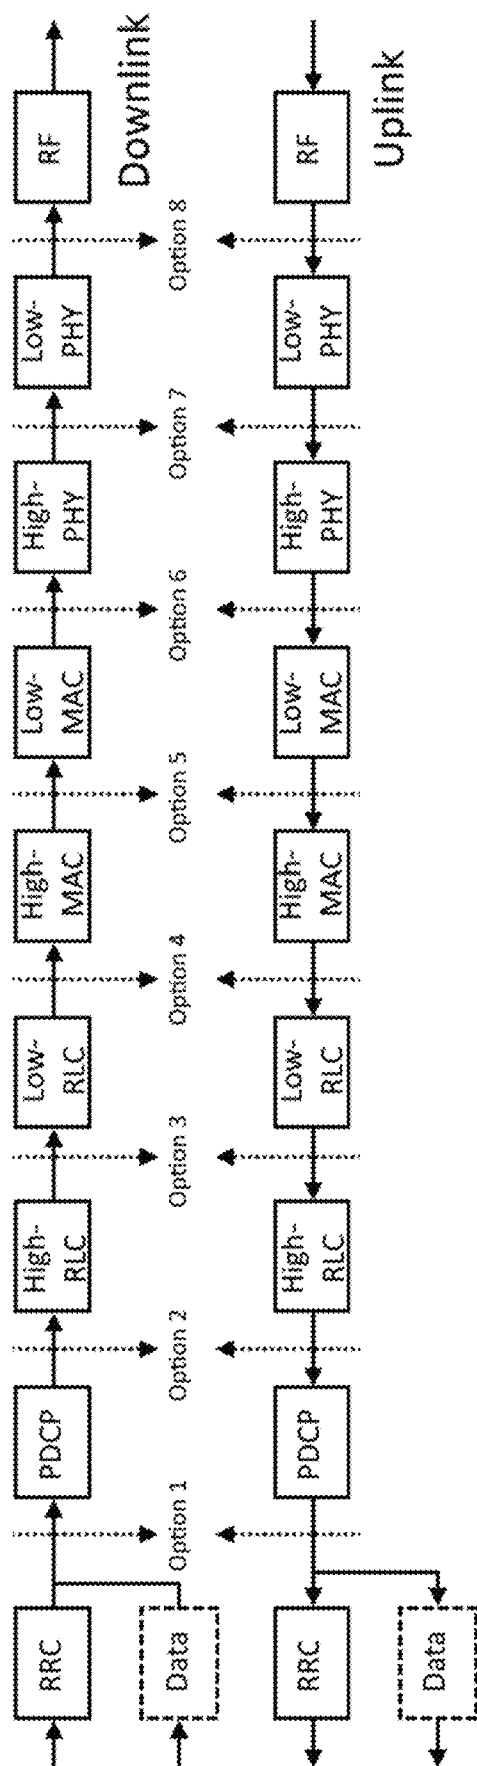 RRC
PDCP
High-
RLC
Low-
RLC
High-
MAC
Low-
MAC
High-
PHY
Low-
PHY
RF
Data
Downlink
Option 1
Option 2
Option 3
Option 4
Option 5
Option 6
Option 7
Option 8
RRC
PDCP
High-
RLC
Low-
RLC
High-
MAC
Low-
MAC
High-
PHY
Low-
PHY
RF
Data
Uplink